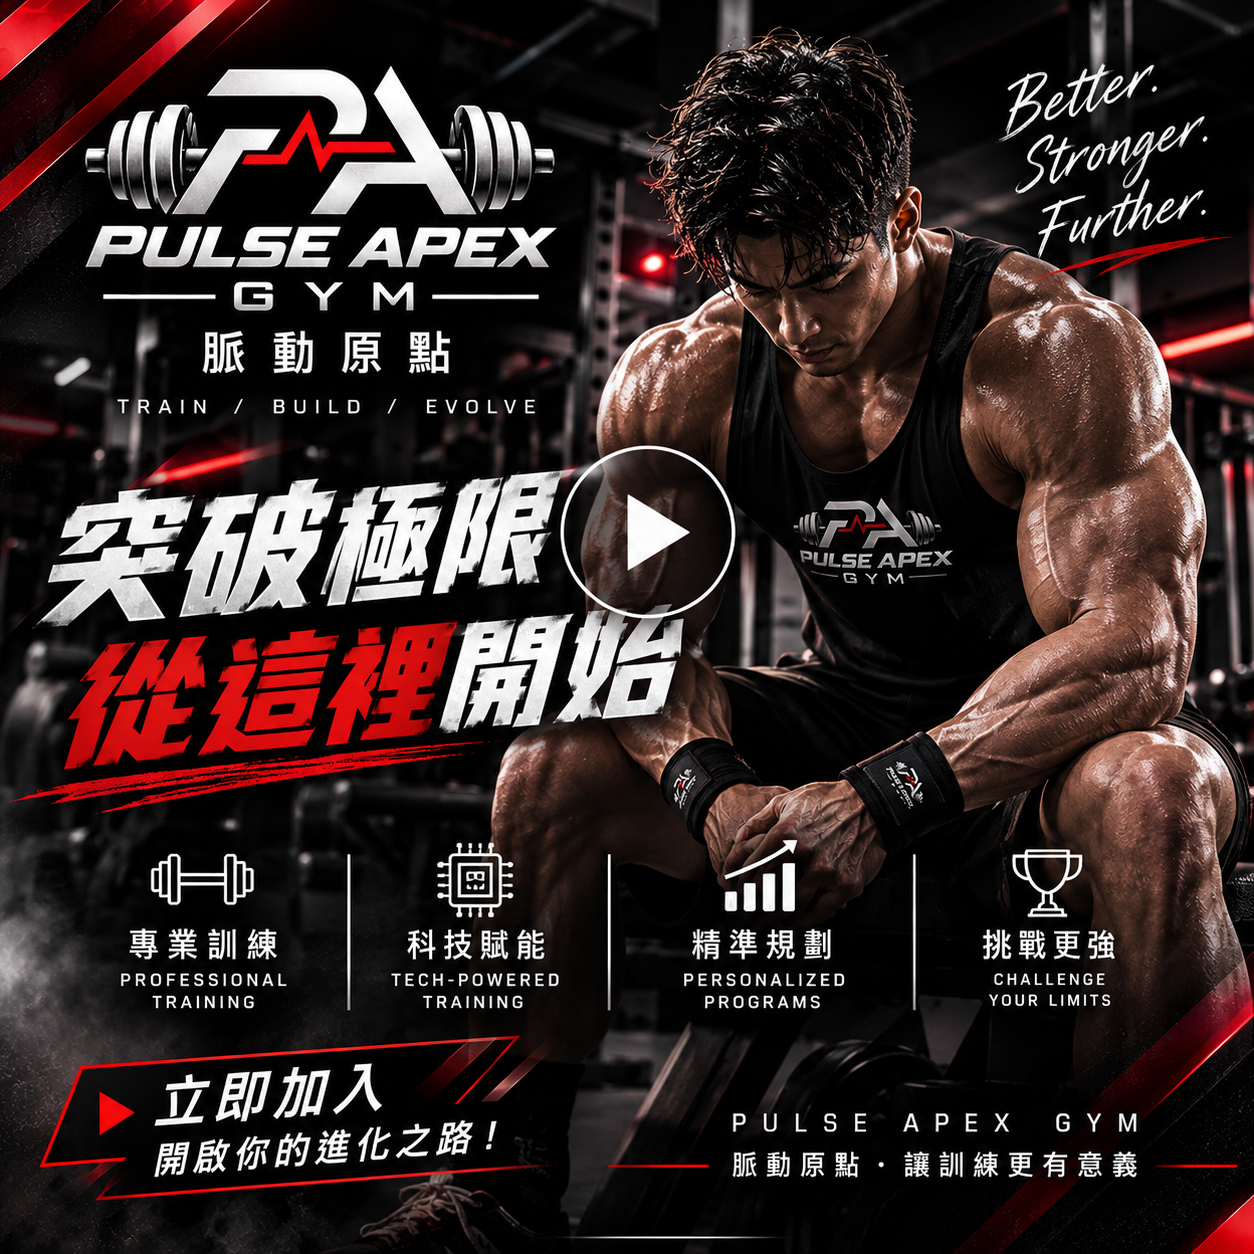 PA
PULSE APEX
GYM
脈動原點
TRAIN / BUILD / EVOLVE
Better.
Stronger.
Further.
突破極限
從這裡開始
PA
PULSE APEX
GYM
專業訓練
PROFESSIONAL
TRAINING
科技賦能
TECH-POWERED
TRAINING
精準規劃
PERSONALIZED
PROGRAMS
挑戰更強
CHALLENGE
YOUR LIMITS
立即加入
開啟你的進化之路！
PULSE APEX GYM
脈動原點・讓訓練更有意義